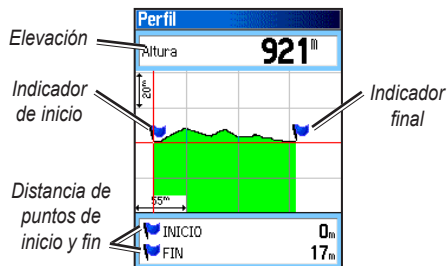 Perfil
Elevación
Altura 921m
20m
Indicador
de inicio
Indicador
final
55m
Distancia de
puntos de
inicio y fin
INICIO 0m
FIN 17m